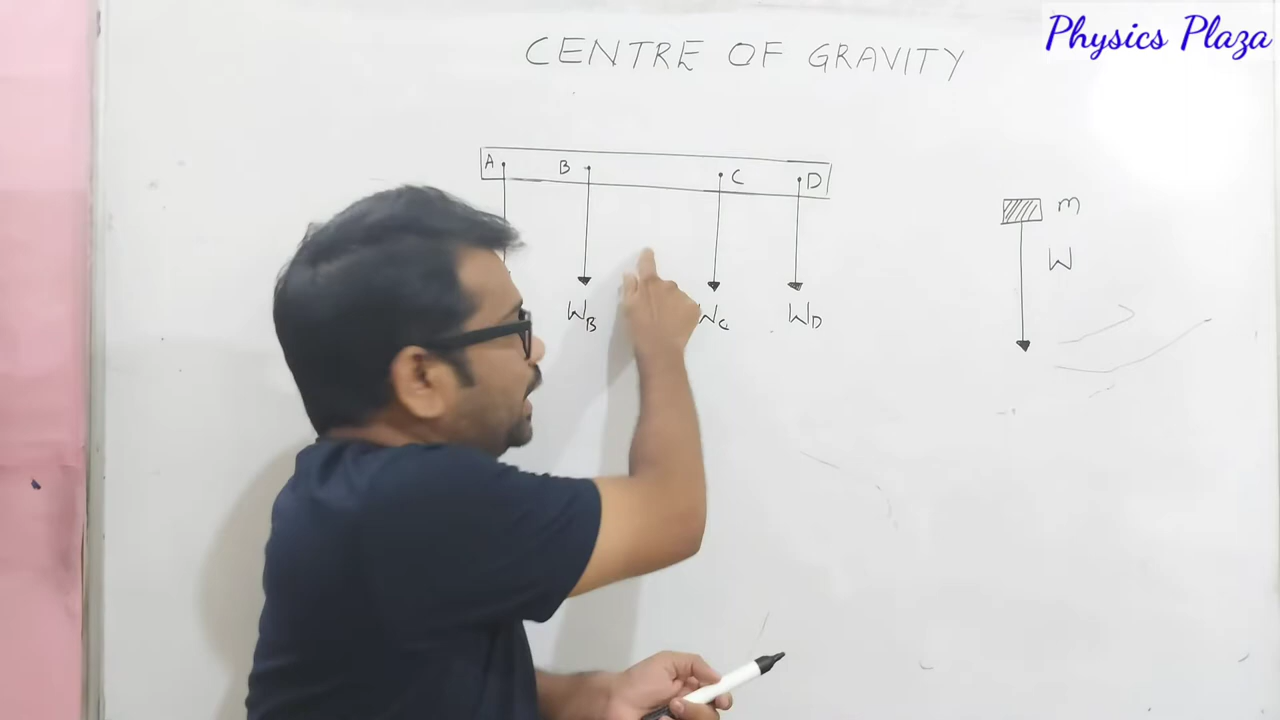 Physics Plaza
CENTRE OF GRAVITY
A B C D
m
W
W_B W_C W_D